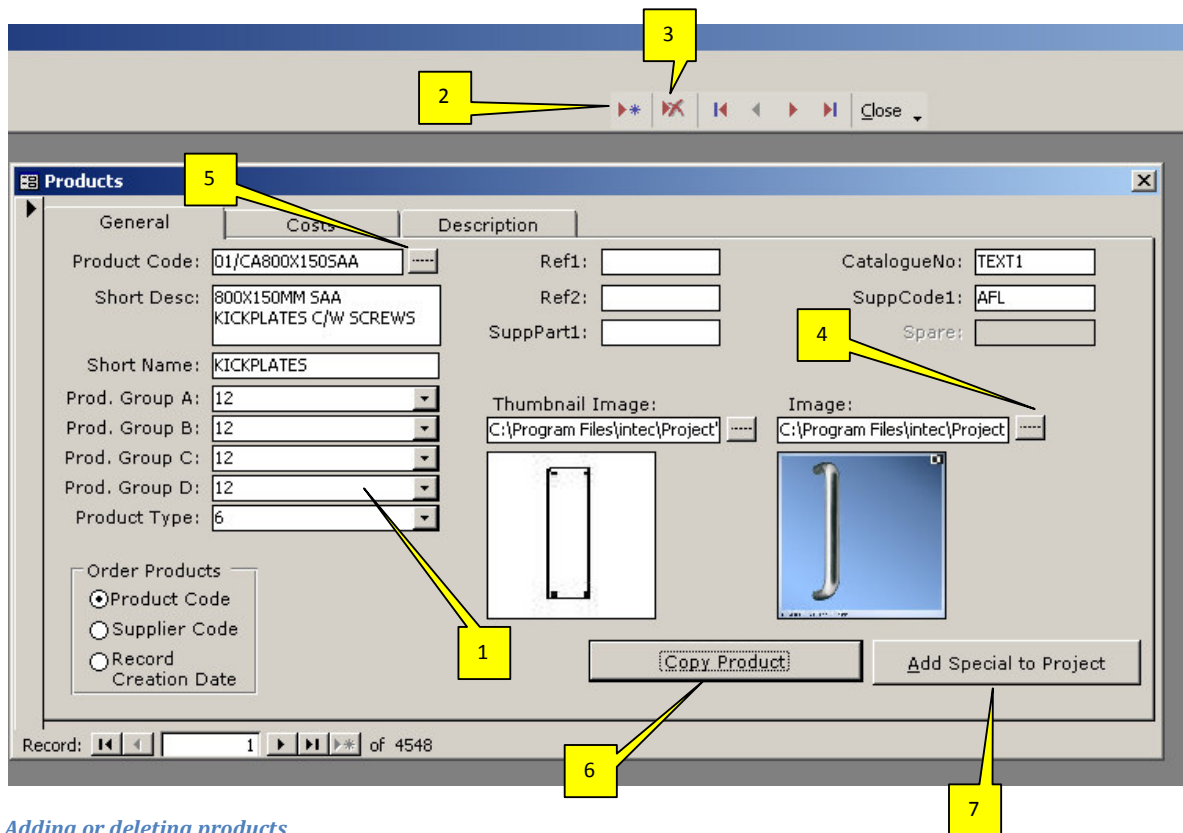 3
2
Close
Products
5
General
Costs
Description
Product Code:
01/CA800X150SAA
Ref1:
CatalogueNo:
TEXT1
Short Desc:
800X150MM SAA
KICKPLATES C/W SCREWS
Ref2:
SuppCode1:
AFL
SuppPart1:
4
Spare:
Short Name:
KICKPLATES
Prod. Group A:
12
Prod. Group B:
12
Prod. Group C:
12
Prod. Group D:
12
Product Type:
6
Thumbnail Image:
C:\Program Files\intec\Project'
Image:
C:\Program Files\intec\Project
Order Products
Product Code
Supplier Code
Record
Creation Date
1
Copy Product
Add Special to Project
Record:
1
of 4548
6
7
Adding or deleting products